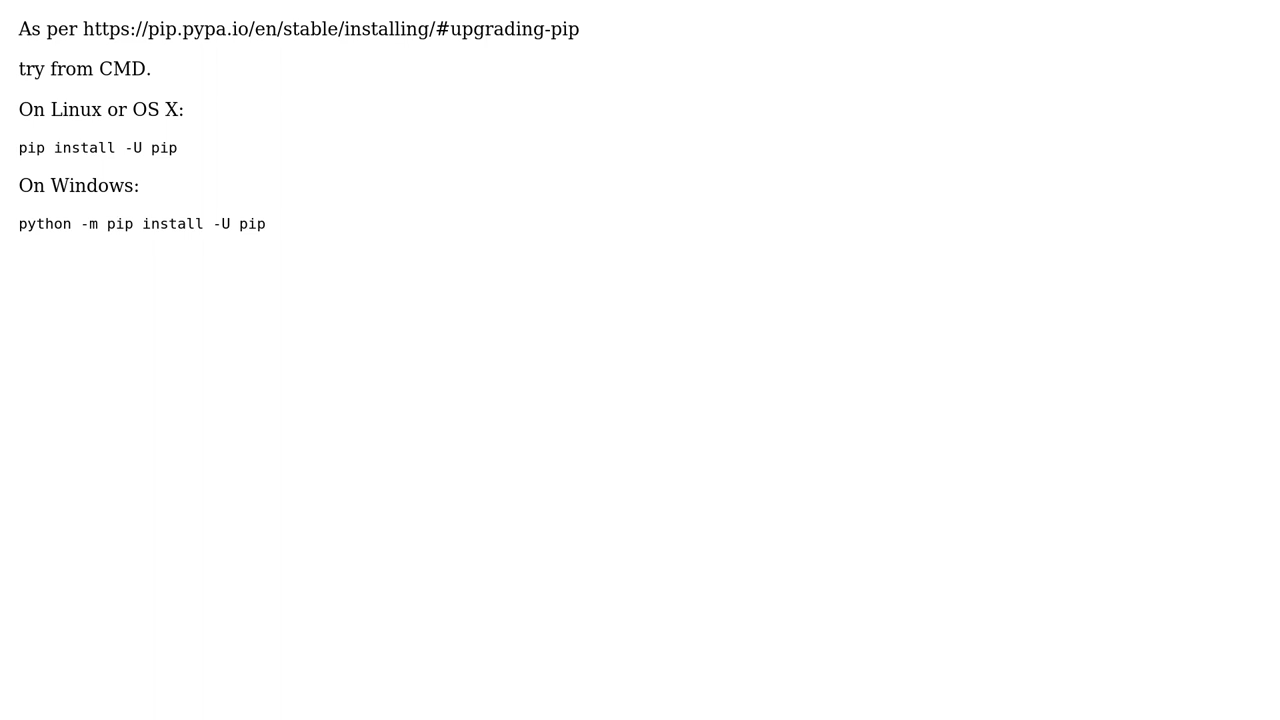 As per https://pip.pypa.io/en/stable/installing/#upgrading-pip
try from CMD.
On Linux or OS X:
pip install -U pip
On Windows:
python -m pip install -U pip